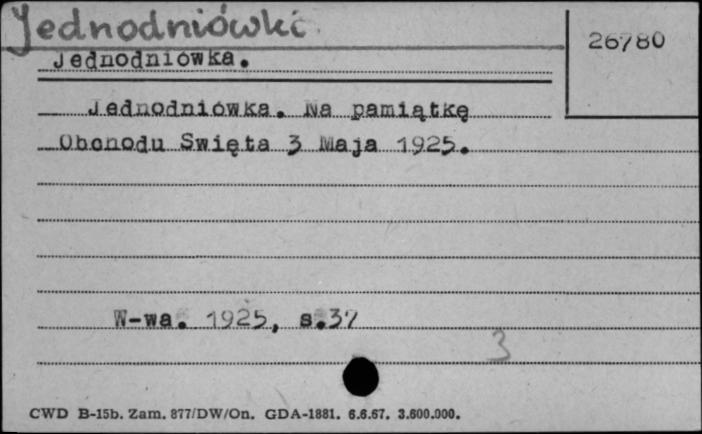 Jednodniówki
26780
Jednodniówka.
Jednodniówka. Na pamiątkę
Obchodu Swięta 3 Maja 1925.
W-wa. 1925, s.37
3
CWD B-15b. Zam. 877/DW/On. GDA-1881. 6.6.67. 3.600.000.